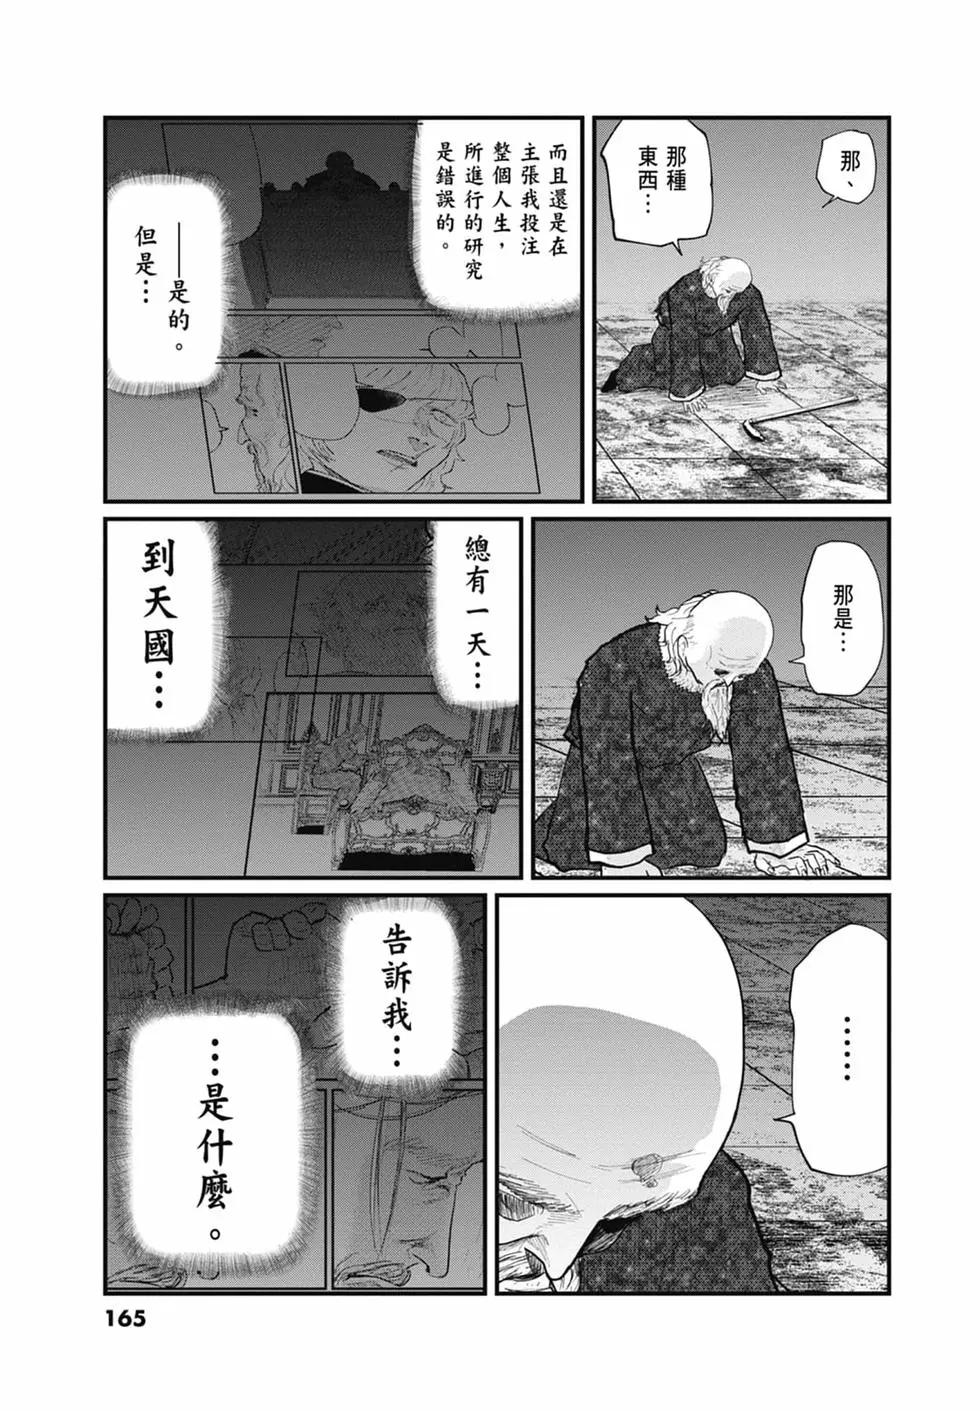 那、
那種
東西…
而且還是在
主張我投注
整個人生，
所進行的研究
是錯誤的。
——是的。
但是…
那是…
總有一天…
到天國…
……
告訴我…
…是什麼。
165